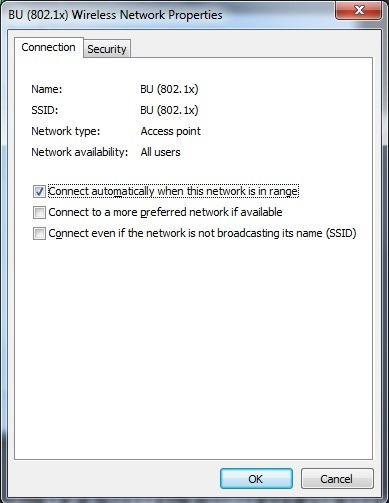 BU (802.1x) Wireless Network Properties
Connection Security
Name: BU (802.1x)
SSID: BU (802.1x)
Network type: Access point
Network availability: All users
Connect automatically when this network is in range
Connect to a more preferred network if available
Connect even if the network is not broadcasting its name (SSID)
OK Cancel